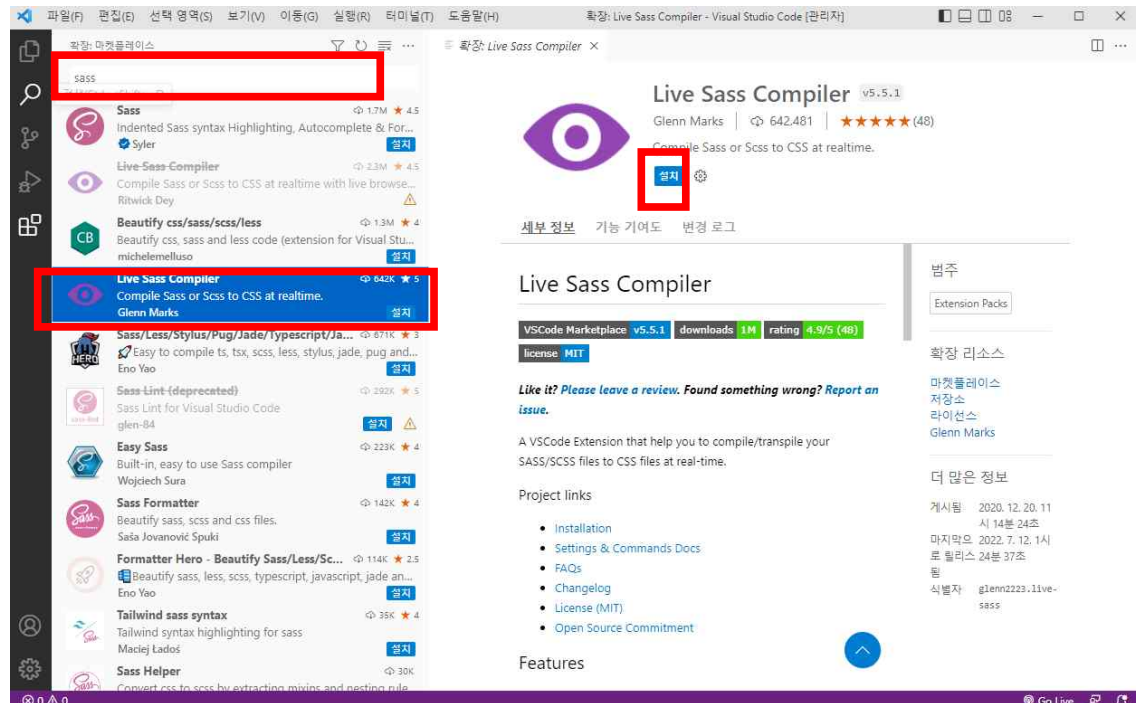 파일(F) 편집(E) 선택 영역(S) 보기(V) 이동(G) 실행(R) 터미널(T) 도움말(H) 확장: Live Sass Compiler - Visual Studio Code [관리자]
확장: 마켓플레이스
sass
Sass 1.7M ★ 4.5
Indented Sass syntax Highlighting, Autocomplete & For...
Syler 설치
Live Sass Compiler 2.3M ★ 4.5
Compile Sass or Scss to CSS at realtime with live browse...
Ritwick Dey
CB
Beautify css/sass/scss/less 1.3M ★ 4
Beautify css, sass and less code (extension for Visual Stu...
michelemelluso 설치
Live Sass Compiler 642K ★ 5
Compile Sass or Scss to CSS at realtime.
Glenn Marks 설치
HERO
Sass/Less/Stylus/Pug/Jade/Typescript/Ja... 671K ★ 3
Easy to compile ts, tsx, scss, less, stylus, jade, pug and...
Eno Yao 설치
Sass Lint (deprecated) 292K ★ 5
Sass Lint for Visual Studio Code
glen-84 설치
Easy Sass 223K ★ 4
Built-in, easy to use Sass compiler
Wojciech Sura 설치
Sass Formatter 142K ★ 4
Beautify sass, scss and css files.
Saša Jovanović Spuki 설치
Formatter Hero - Beautify Sass/Less/Sc... 114K ★ 2.5
Beautify sass, less, scss, typescript, javascript, jade an...
Eno Yao 설치
Tailwind sass syntax 35K ★ 4
Tailwind syntax highlighting for sass
Maciej Ładoś 설치
Sass Helper 30K
Convert css to scss by extracting mixins and nesting rule
확장: Live Sass Compiler ×
Live Sass Compiler v5.5.1
Glenn Marks | 642.481 | ★★★★★(48)
Compile Sass or Scss to CSS at realtime.
설치
세부 정보 기능 기여도 변경 로그
Live Sass Compiler
VSCode Marketplace v5.5.1 downloads 1M rating 4.9/5 (48)
license MIT
Like it? Please leave a review. Found something wrong? Report an
issue.
A VSCode Extension that help you to compile/transpile your
SASS/SCSS files to CSS files at real-time.
Project links
Installation
Settings & Commands Docs
FAQs
Changelog
License (MIT)
Open Source Commitment
Features
범주
Extension Packs
확장 리소스
마켓플레이스
저장소
라이선스
Glenn Marks
더 많은 정보
게시됨 2020. 12. 20. 11
시 14분 24초
마지막으 2022. 7. 12. 1시
로 릴리스 24분 37초
됨
식별자 glenn2223.live-
sass
0 0 Go Live